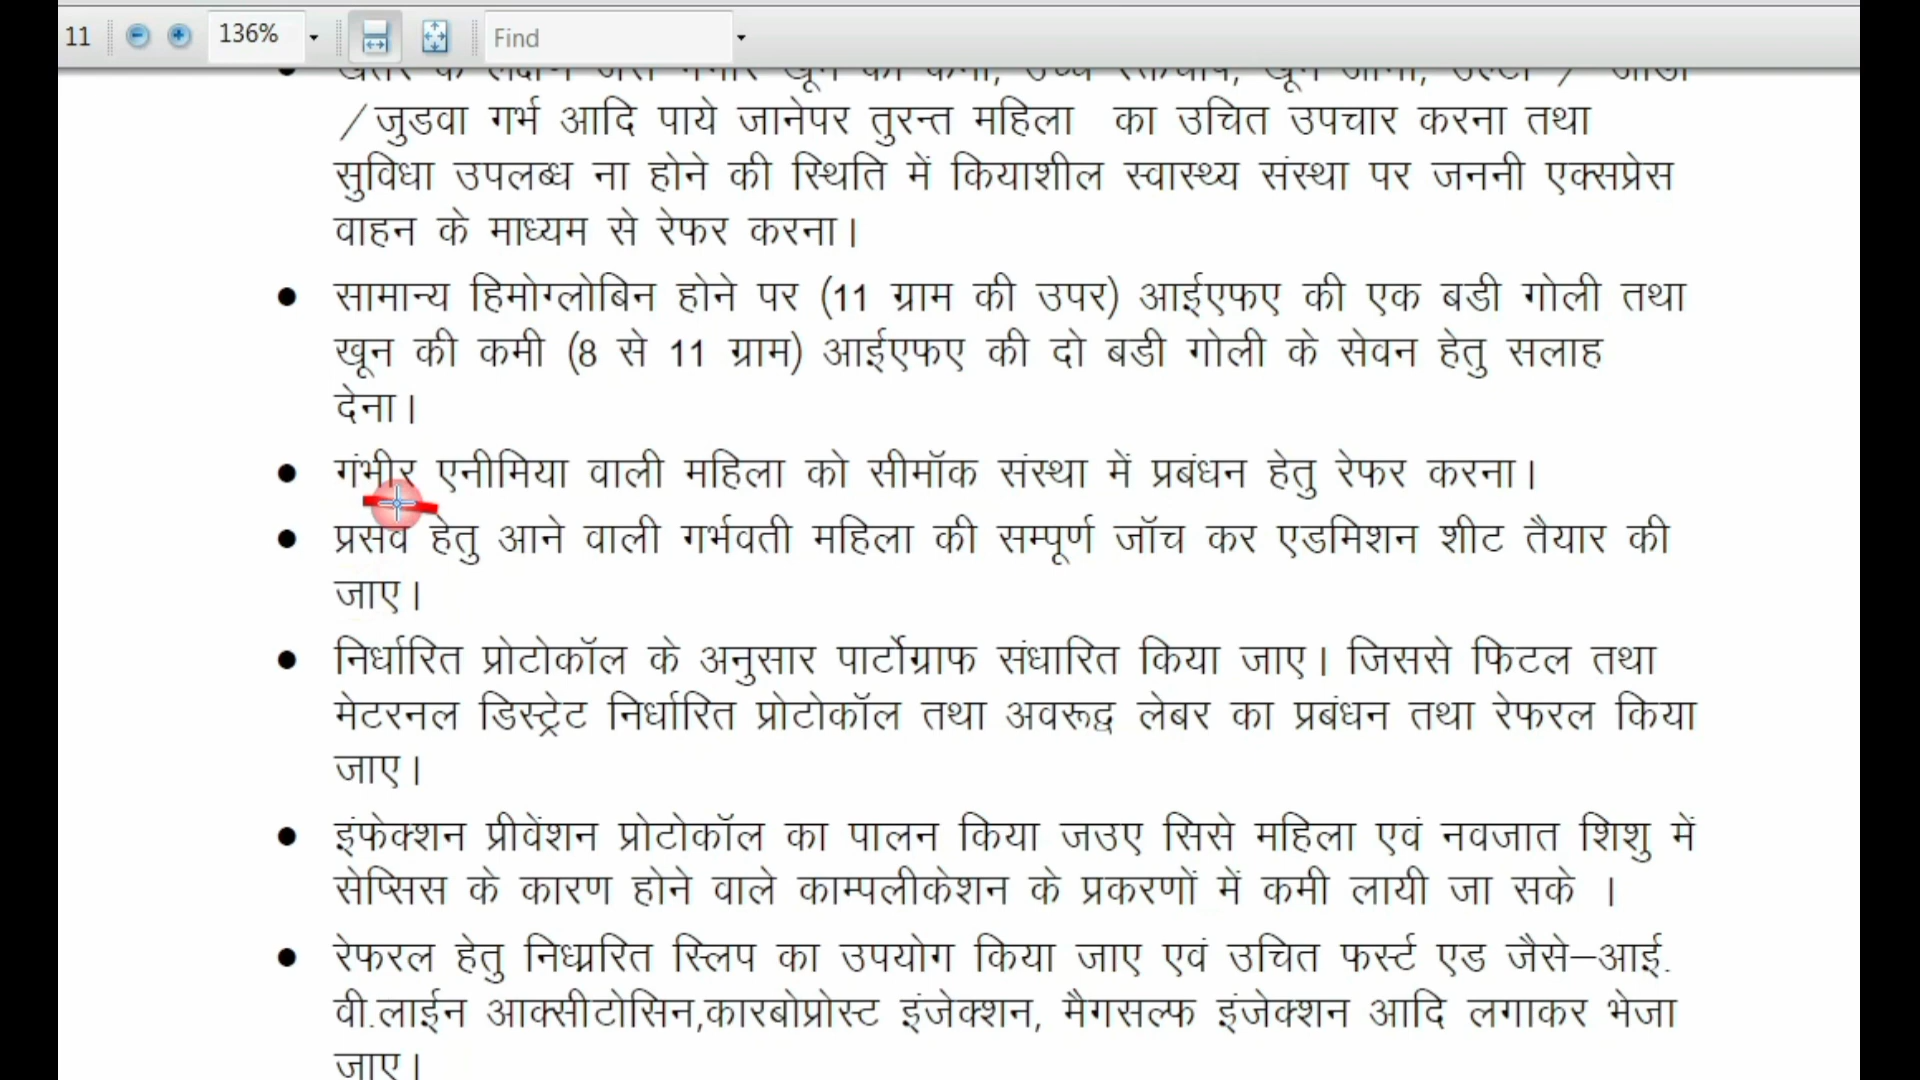 11 136% Find
/जुडवा गर्भ आदि पाये जानेपर तुरन्त महिला का उचित उपचार करना तथा
सुविधा उपलब्ध ना होने की स्थिति में कियाशील स्वास्थ्य संस्था पर जननी एक्सप्रेस
वाहन के माध्यम से रेफर करना।
● सामान्य हिमोग्लोबिन होने पर (11 ग्राम की उपर) आईएफए की एक बडी गोली तथा
खून की कमी (8 से 11 ग्राम) आईएफए की दो बडी गोली के सेवन हेतु सलाह
देना।
● गंभीर एनीमिया वाली महिला को सीमॉक संस्था में प्रबंधन हेतु रेफर करना।
● प्रसव हेतु आने वाली गर्भवती महिला की सम्पूर्ण जॉच कर एडमिशन शीट तैयार की
जाए।
● निर्धारित प्रोटोकॉल के अनुसार पार्टोग्राफ संधारित किया जाए। जिससे फिटल तथा
मेटरनल डिस्ट्रेट निर्धारित प्रोटोकॉल तथा अवरूद्व लेबर का प्रबंधन तथा रेफरल किया
जाए।
● इंफेक्शन प्रीवेंशन प्रोटोकॉल का पालन किया जउए सिसे महिला एवं नवजात शिशु में
सेप्सिस के कारण होने वाले काम्पलीकेशन के प्रकरणों में कमी लायी जा सके ।
● रेफरल हेतु निध्र्रारित स्लिप का उपयोग किया जाए एवं उचित फर्स्ट एड जैसे–आई.
वी.लाईन आक्सीटोसिन,कारबोप्रोस्ट इंजेक्शन, मैगसल्फ इंजेक्शन आदि लगाकर भेजा
जाए।